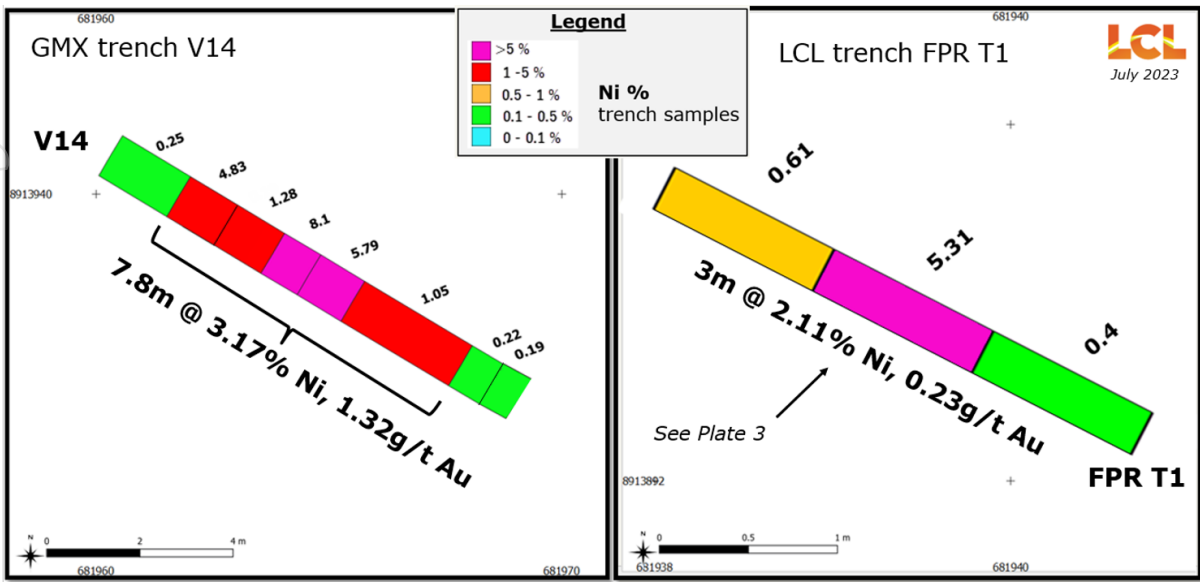 681960
GMX trench V14
V14
8913940
0.25
4.83
1.28
8.1
5.79
1.05
0.22
0.19
7.8m @ 3.17% Ni, 1.32g/t Au
N
0 2 4 m
681960 681970
Legend
>5 %
1 -5 %
0.5 - 1 %
0.1 - 0.5 %
0 - 0.1 %
Ni %
trench samples
681940
LCL trench FPR T1
LCL
July 2023
0.61
5.31
0.4
3m @ 2.11% Ni, 0.23g/t Au
See Plate 3
FPR T1
8913892
N
0 0.5 1 m
681938 681940